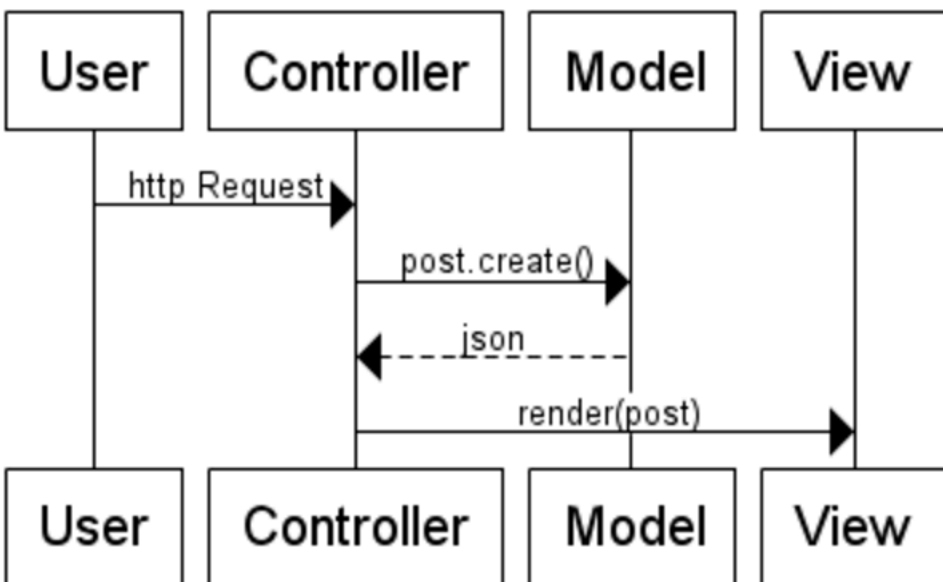 User Controller Model View
http Request
post.create()
json
render(post)
User Controller Model View